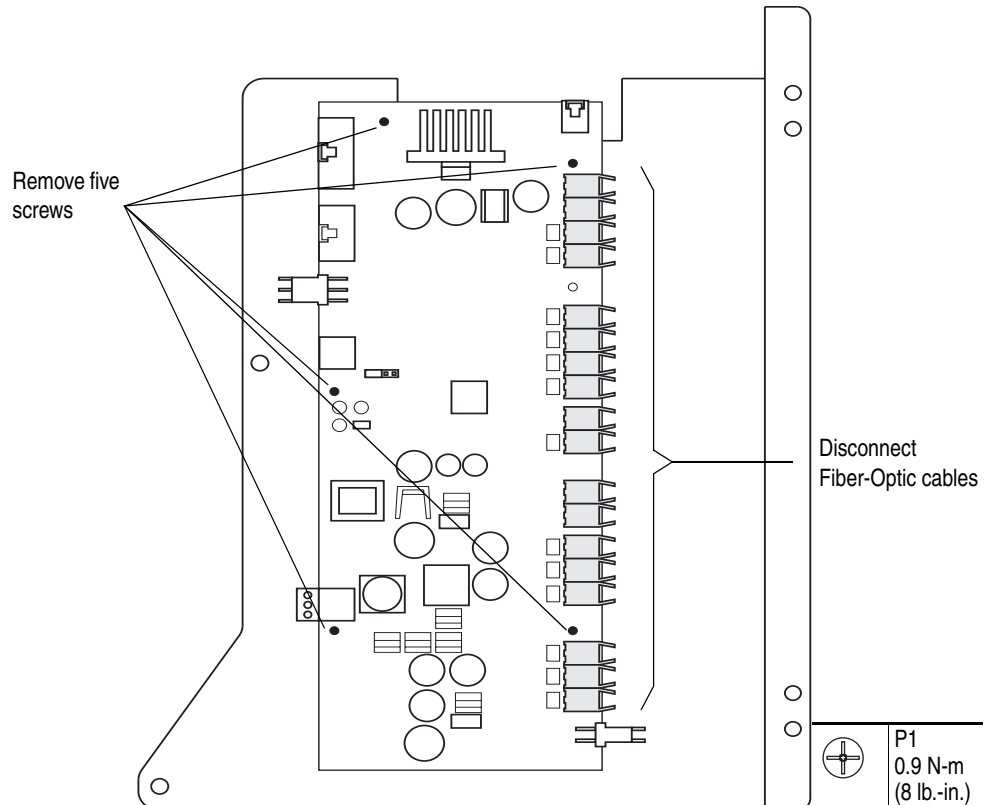 Remove five
screws
Disconnect
Fiber-Optic cables
P1
0.9 N-m
(8 lb.-in.)